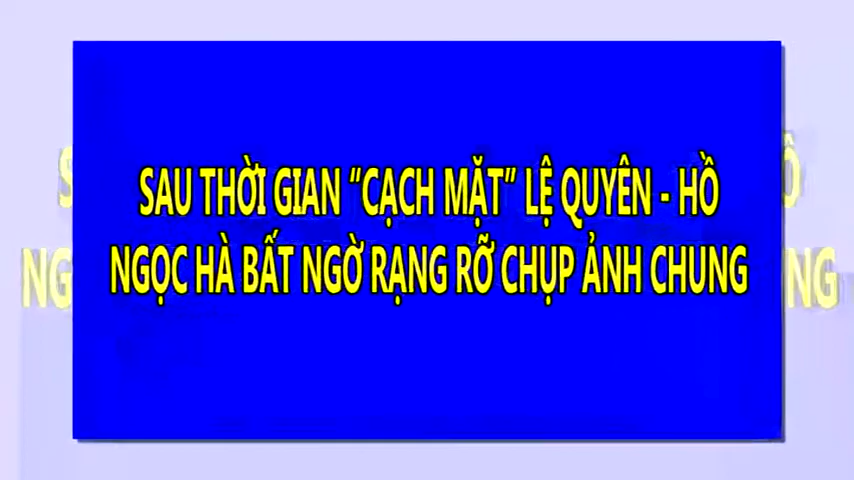 SAU THỜI GIAN “CẠCH MẶT” LỆ QUYÊN - HỒ
NGỌC HÀ BẤT NGỜ RẠNG RỠ CHỤP ẢNH CHUNG